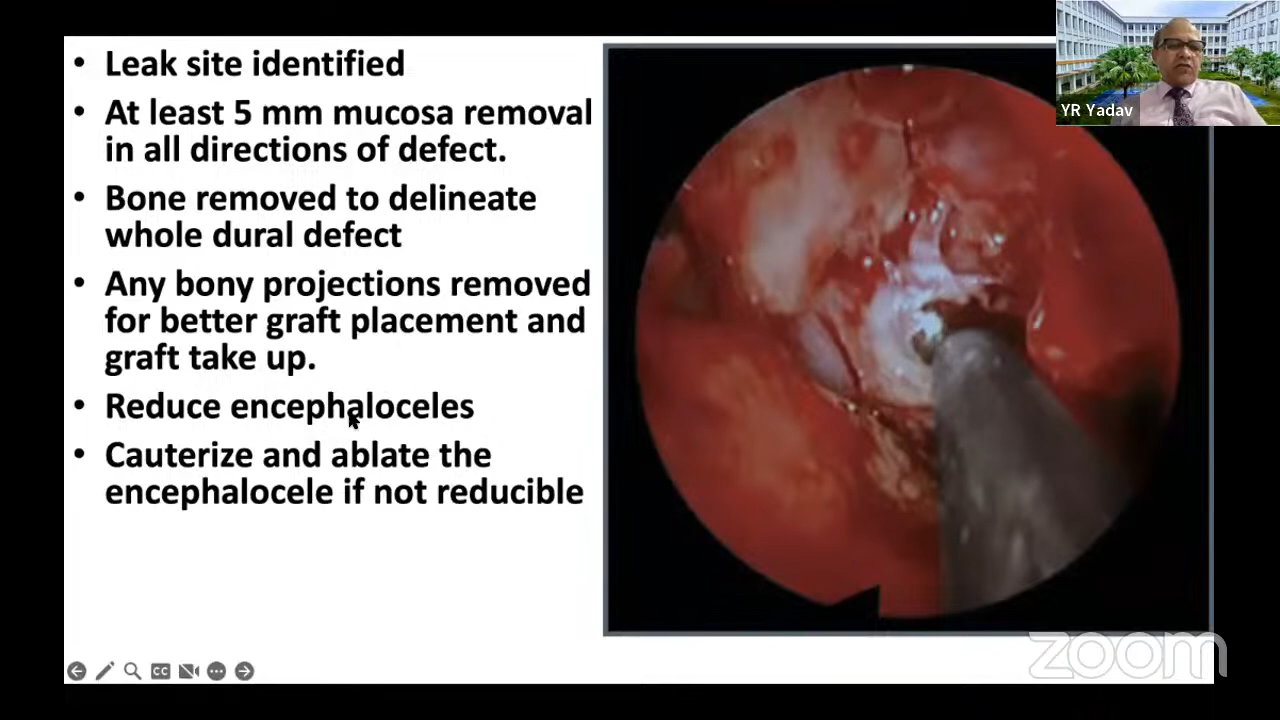 • Leak site identified
• At least 5 mm mucosa removal
in all directions of defect.
• Bone removed to delineate
whole dural defect
• Any bony projections removed
for better graft placement and
graft take up.
• Reduce encephaloceles
• Cauterize and ablate the
encephalocele if not reducible
YR Yadav
CC
zoom